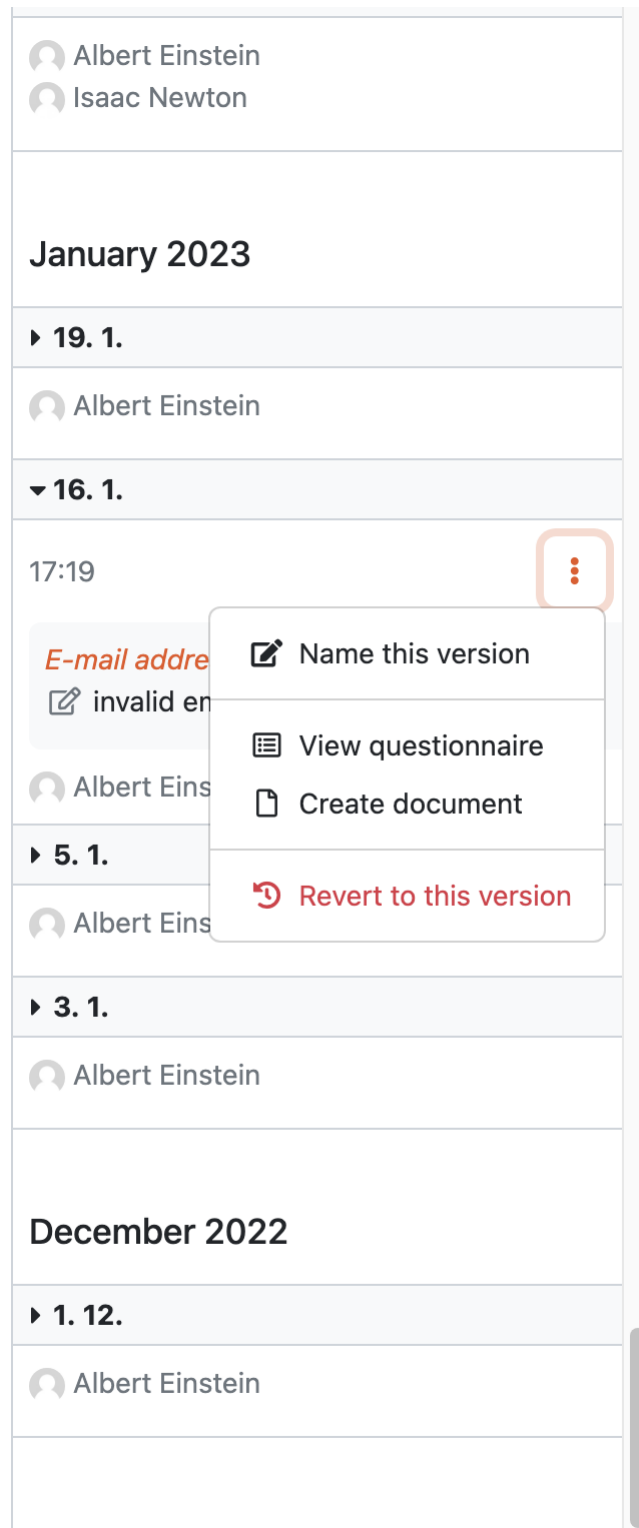 Albert Einstein
Isaac Newton
January 2023
19. 1.
Albert Einstein
16. 1.
17:19
E-mail addre
invalid en
Albert Eins
Name this version
View questionnaire
Create document
Revert to this version
5. 1.
Albert Eins
3. 1.
Albert Einstein
December 2022
1. 12.
Albert Einstein